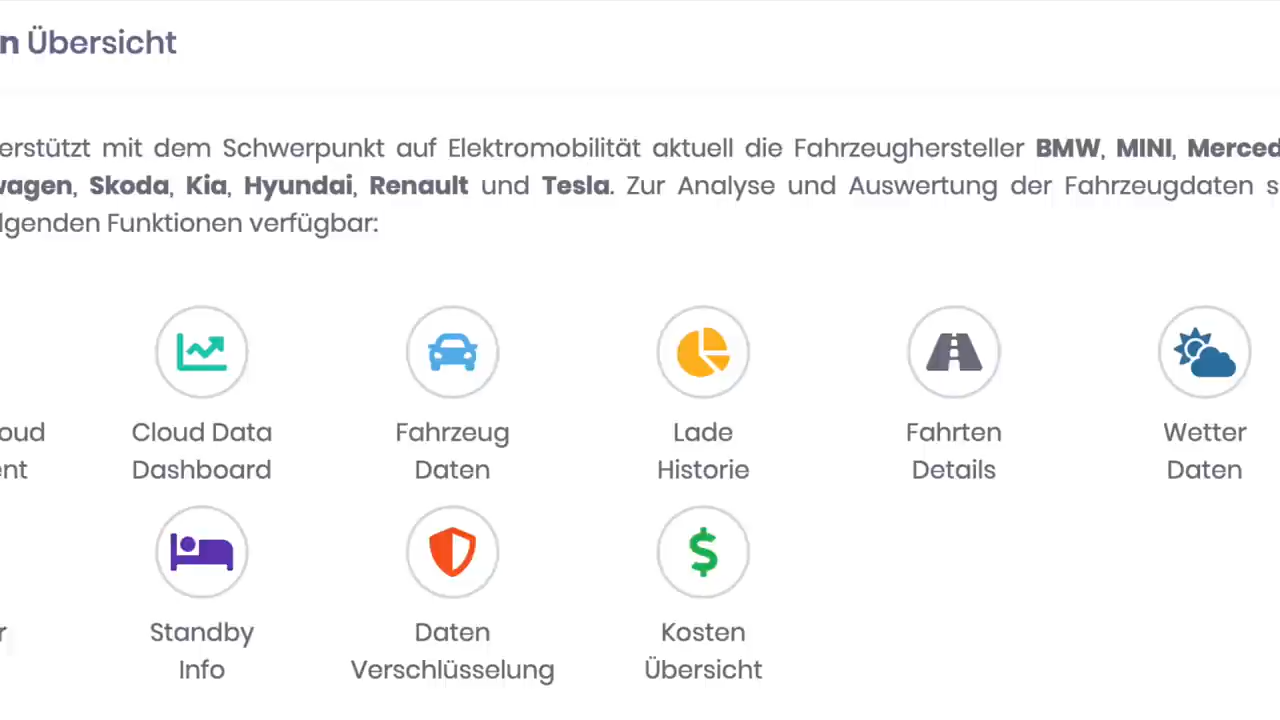 n Übersicht
erstützt mit dem Schwerpunkt auf Elektromobilität aktuell die Fahrzeughersteller BMW, MINI, Merced
wagen, Skoda, Kia, Hyundai, Renault und Tesla. Zur Analyse und Auswertung der Fahrzeugdaten s
lgenden Funktionen verfügbar:
oud Cloud Data Fahrzeug Lade Fahrten Wetter
ent Dashboard Daten Historie Details Daten
r Standby Daten Kosten
Info Verschlüsselung Übersicht